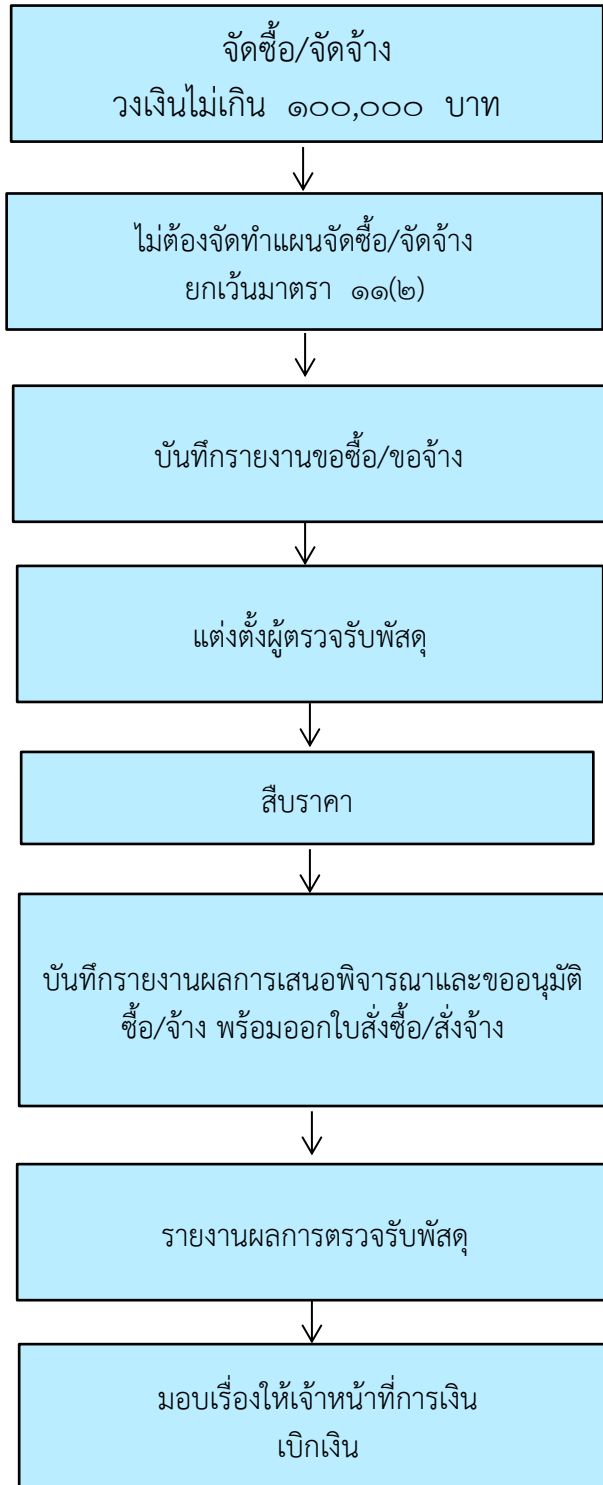 จัดซื้อ/จัดจ้าง
วงเงินไม่เกิน ๑๐๐,๐๐๐ บาท
ไม่ต้องจัดทำแผนจัดซื้อ/จัดจ้าง
ยกเว้นมาตรา ๑๑(๒)
บันทึกรายงานขอซื้อ/ขอจ้าง
แต่งตั้งผู้ตรวจรับพัสดุ
สืบราคา
บันทึกรายงานผลการเสนอพิจารณาและขออนุมัติ
ซื้อ/จ้าง พร้อมออกใบสั่งซื้อ/สั่งจ้าง
รายงานผลการตรวจรับพัสดุ
มอบเรื่องให้เจ้าหน้าที่การเงิน
เบิกเงิน